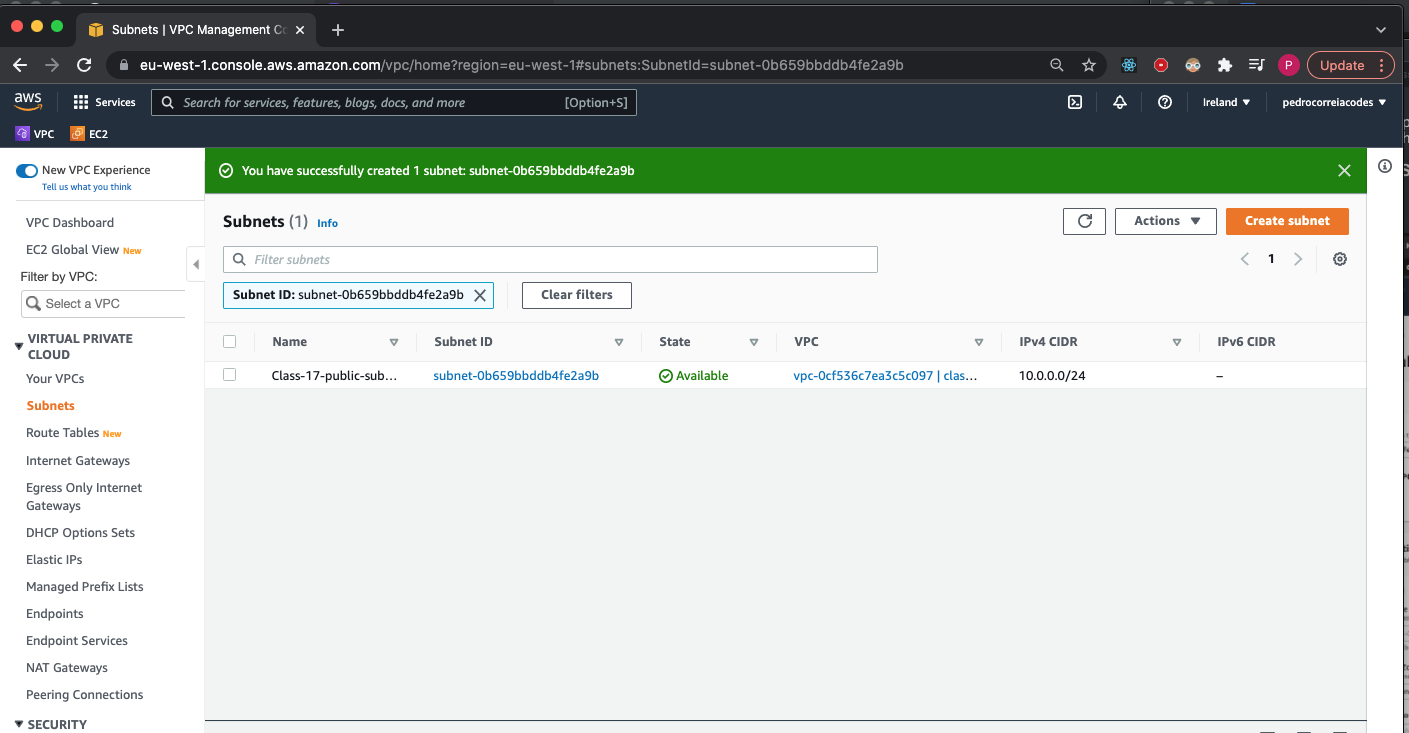 Subnets | VPC Management Co
eu-west-1.console.aws.amazon.com/vpc/home?region=eu-west-1#subnets:SubnetId=subnet-0b659bbddb4fe2a9b
P
Update
aws
Services
Search for services, features, blogs, docs, and more
[Option+S]
Ireland
pedrocorreiacodes
VPC
EC2
New VPC Experience
Tell us what you think
VPC Dashboard
EC2 Global View New
Filter by VPC:
Select a VPC
VIRTUAL PRIVATE
CLOUD
Your VPCs
Subnets
Route Tables New
Internet Gateways
Egress Only Internet
Gateways
DHCP Options Sets
Elastic IPs
Managed Prefix Lists
Endpoints
Endpoint Services
NAT Gateways
Peering Connections
SECURITY
You have successfully created 1 subnet: subnet-0b659bbddb4fe2a9b
Subnets (1) Info
Actions
Create subnet
Filter subnets
1
Subnet ID: subnet-0b659bbddb4fe2a9b
Clear filters
Name Subnet ID State VPC IPv4 CIDR IPv6 CIDR
Class-17-public-sub... subnet-0b659bbddb4fe2a9b Available vpc-0cf536c7ea3c5c097 | clas... 10.0.0.0/24 –